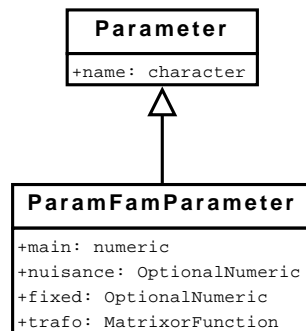 Parameter
+name: character
ParamFamParameter
+main: numeric
+nuisance: OptionalNumeric
+fixed: OptionalNumeric
+trafo: MatrixorFunction